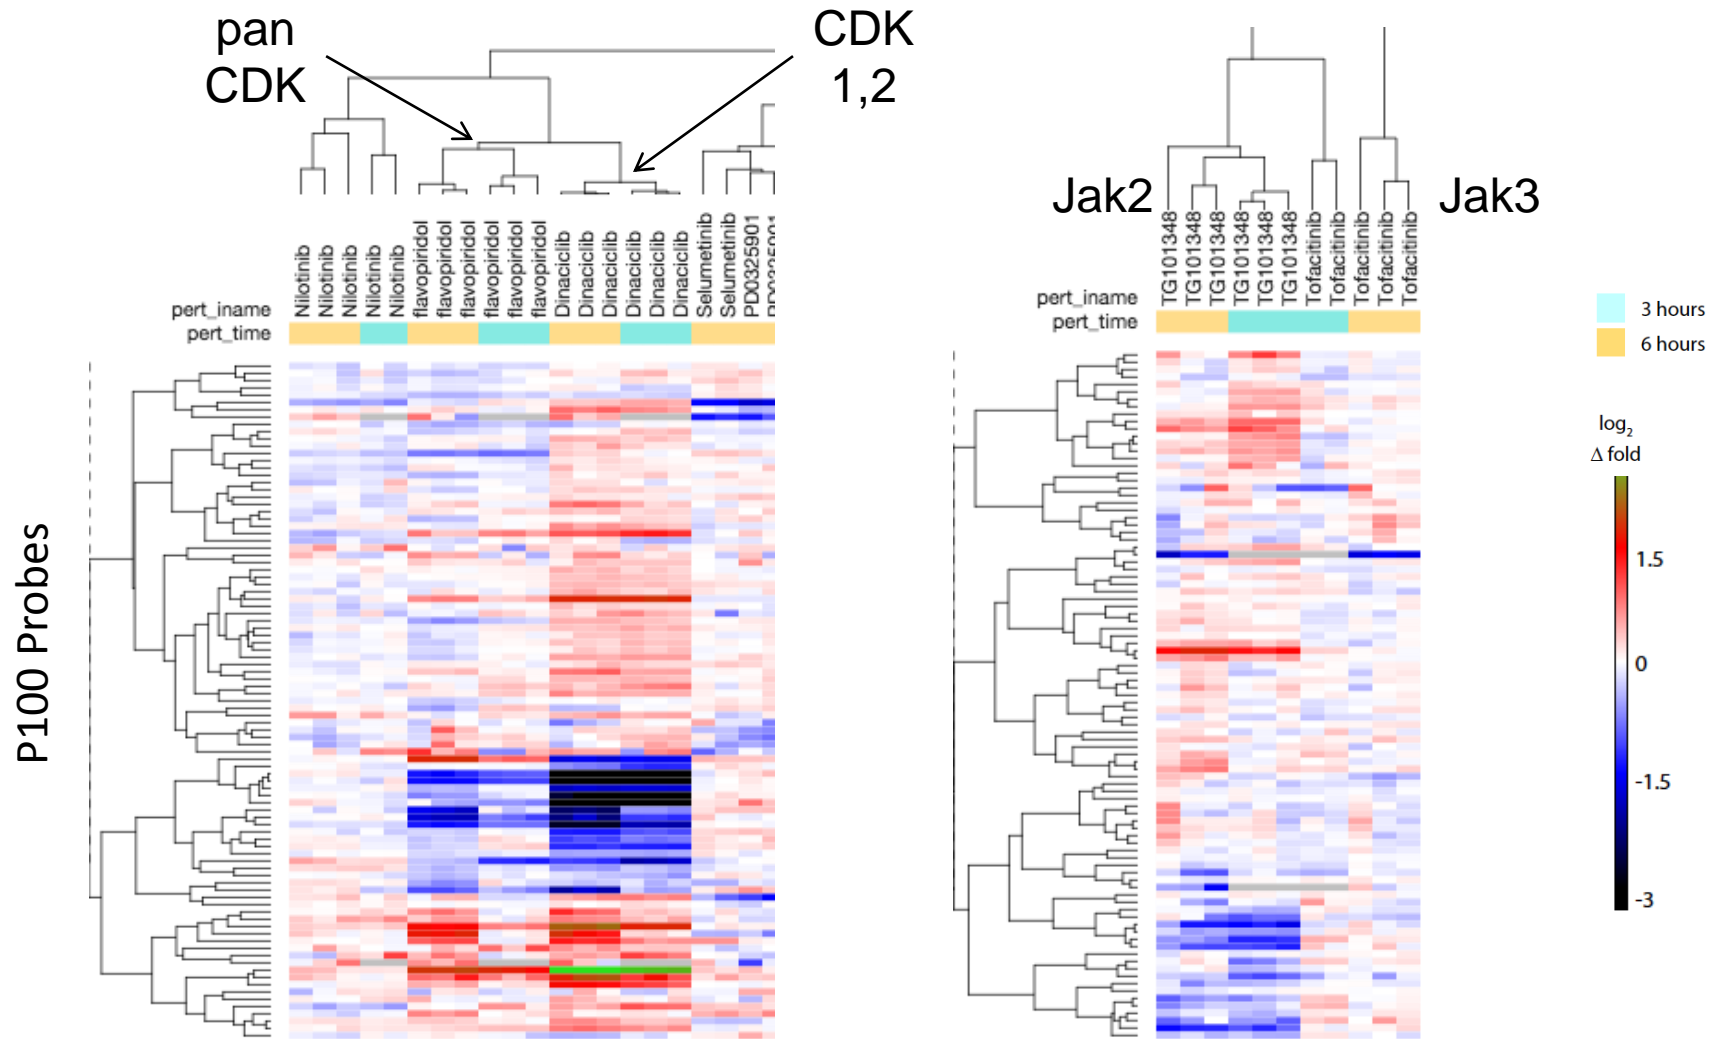 pan
CDK
CDK
1,2
Jak2
Jak3
Nilotinib
Nilotinib
Nilotinib
Nilotinib
Nilotinib
flavopiridol
flavopiridol
flavopiridol
flavopiridol
flavopiridol
flavopiridol
Dinaciclib
Dinaciclib
Dinaciclib
Dinaciclib
Dinaciclib
Dinaciclib
Selumetinib
Selumetinib
PD0325901
pert_iname
pert_time
TG101348
TG101348
TG101348
TG101348
TG101348
TG101348
Tofacitinib
Tofacitinib
Tofacitinib
Tofacitinib
Tofacitinib
pert_iname
pert_time
3 hours
6 hours
log2
Δ fold
1.5
0
-1.5
-3
P100 Probes